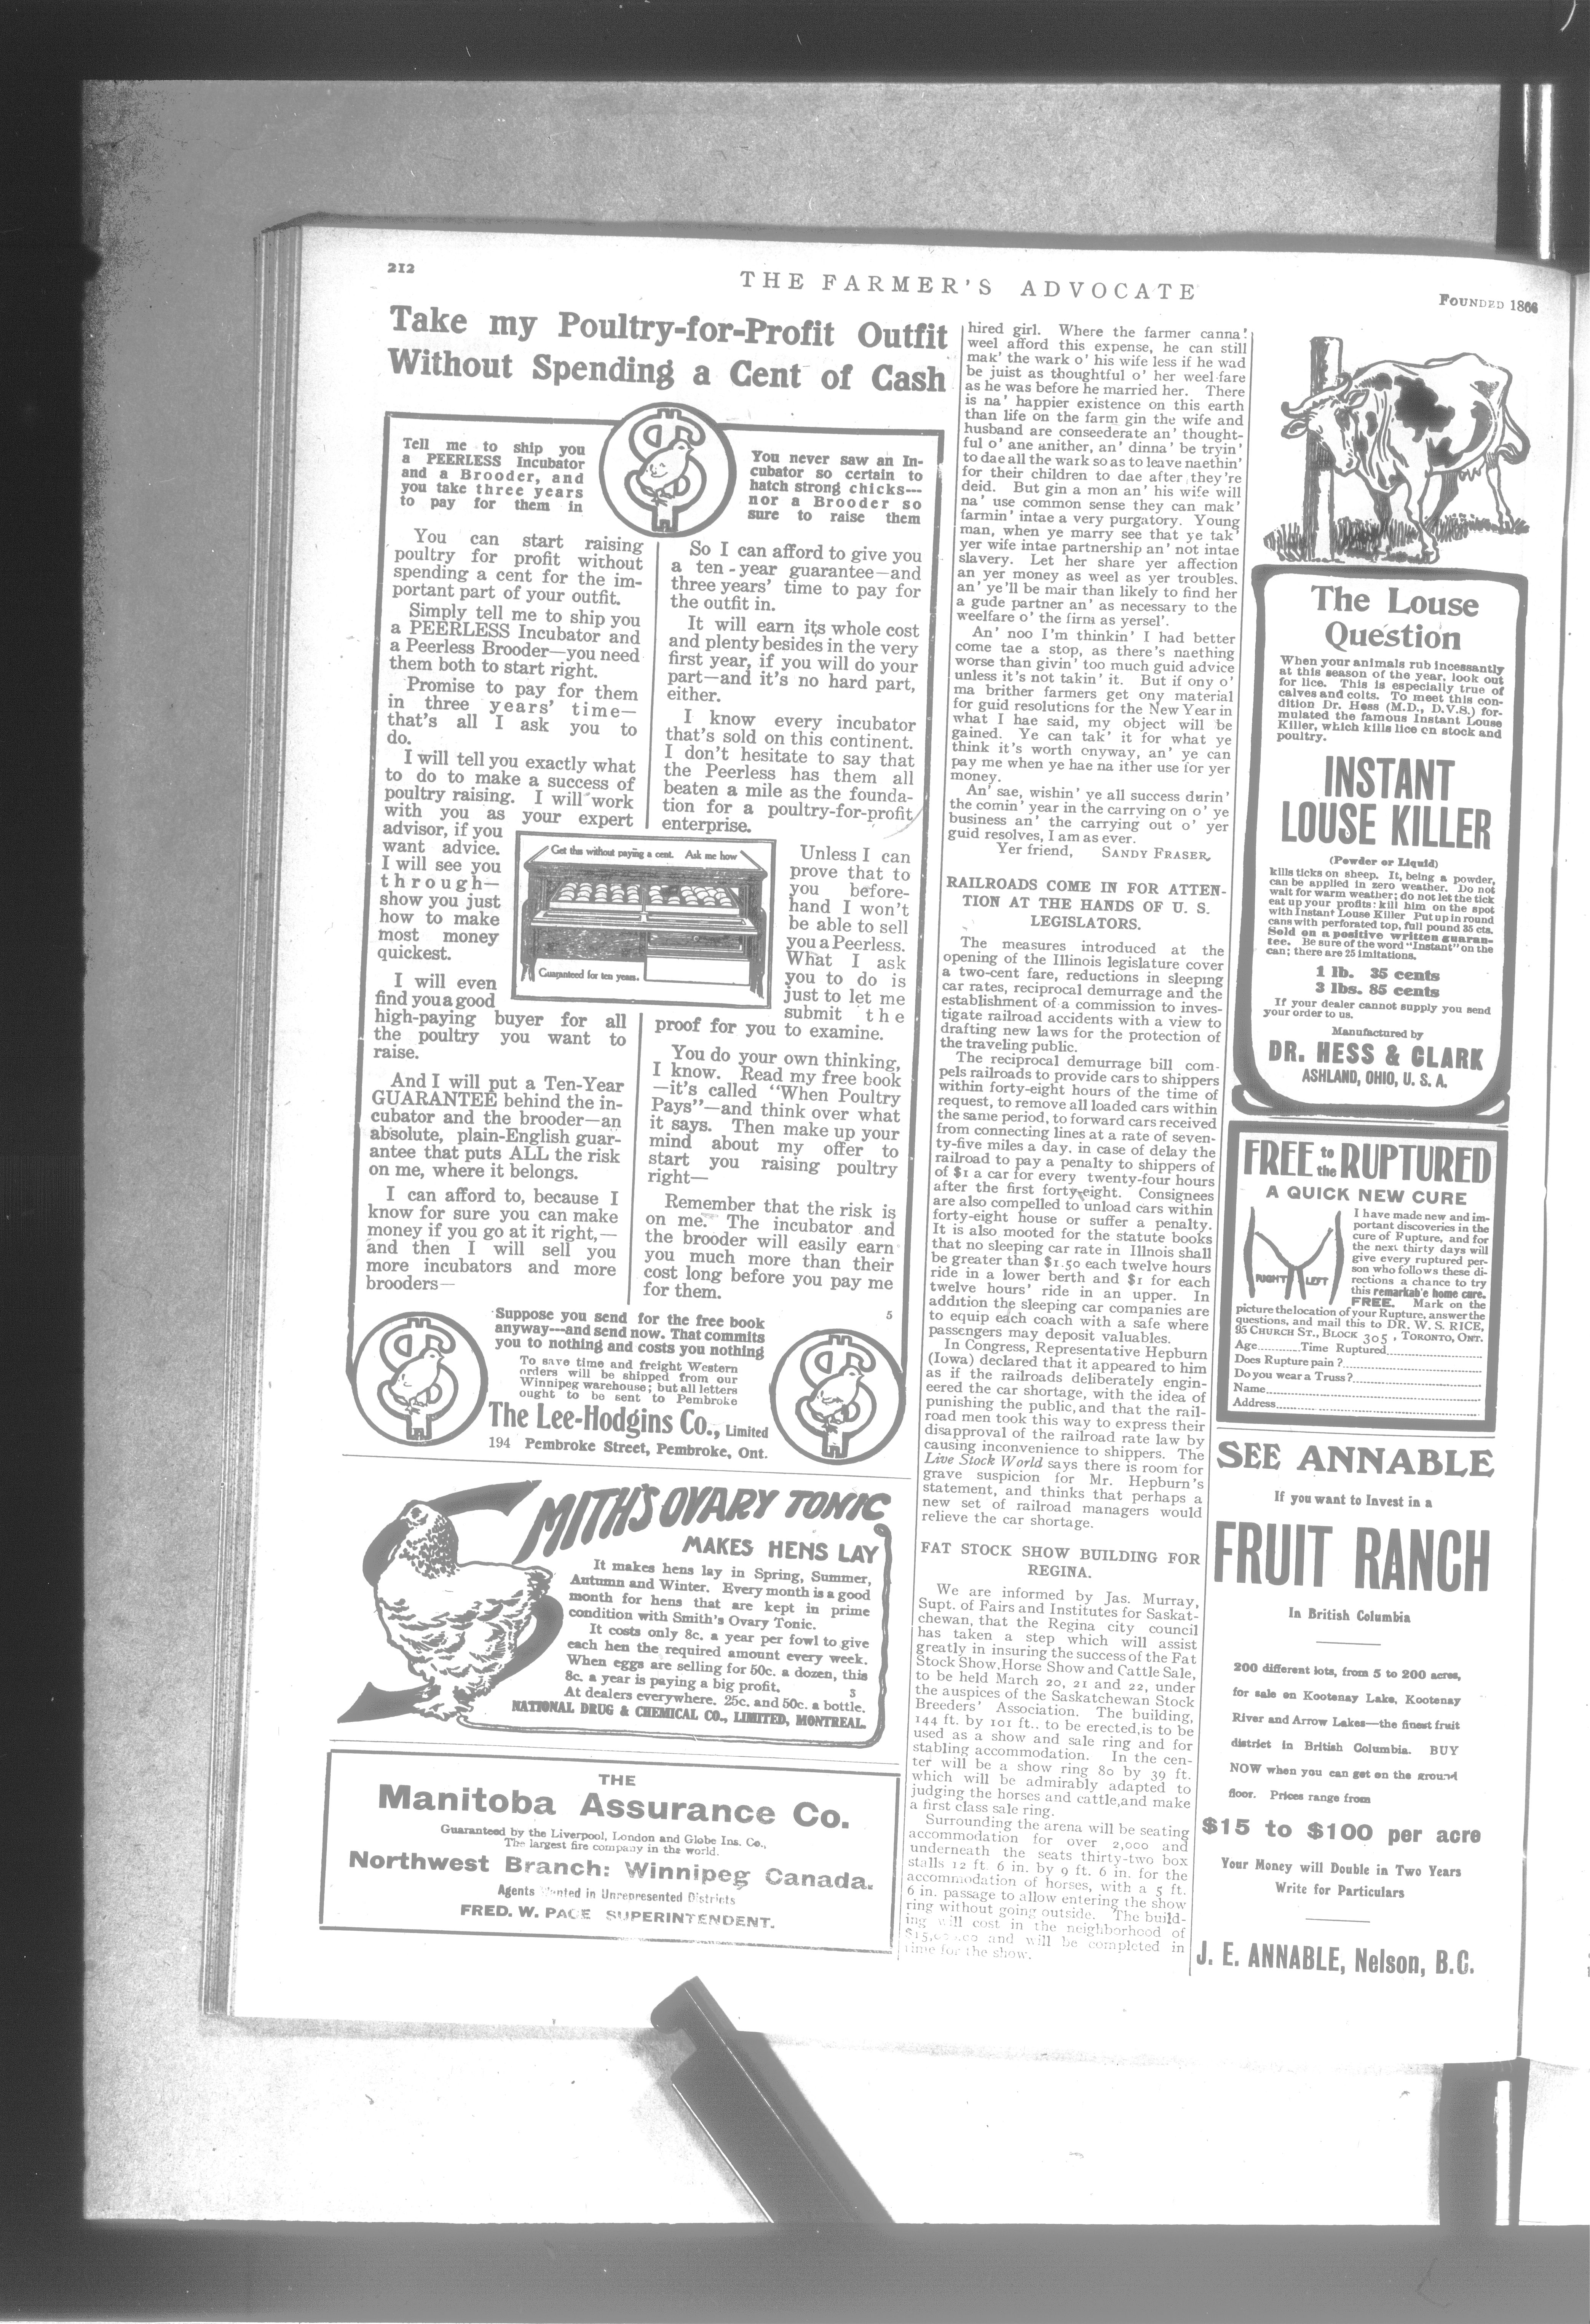 212
THE FARMER'S ADVOCATE
FOUNDED 1866
Take my Poultry-for-Profit Outfit
Without Spending a Cent of Cash
Tell me to ship you
a PEERLESS Incubator
and a Brooder, and
you take three years
to pay for them in
You never saw an In-
cubator so certain to
hatch strong chicks---
nor a Brooder so
sure to raise them
You can start raising
poultry for profit without
spending a cent for the im-
portant part of your outfit.
Simply tell me to ship you
a PEERLESS Incubator and
a Peerless Brooder—you need
them both to start right.
Promise to pay for them
in three years' time—
that's all I ask you to
do.
I will tell you exactly what
to do to make a success of
poultry raising. I will work
with you as your expert
advisor, if you
want advice.
I will see you
through—
show you just
how to make
most money
quickest.
I will even
find you a good
high-paying buyer for all
the poultry you want to
raise.
And I will put a Ten-Year
GUARANTEE behind the in-
cubator and the brooder—an
absolute, plain-English guar-
antee that puts ALL the risk
on me, where it belongs.
I can afford to, because I
know for sure you can make
money if you go at it right,—
and then I will sell you
more incubators and more
brooders—
So I can afford to give you
a ten-year guarantee—and
three years' time to pay for
the outfit in.
It will earn its whole cost
and plenty besides in the very
first year, if you will do your
part—and it's no hard part,
either.
I know every incubator
that's sold on this continent.
I don't hesitate to say that
the Peerless has them all
beaten a mile as the founda-
tion for a poultry-for-profit
enterprise.
Get this without paying a cent. Ask me how
Guaranteed for ten years.
Unless I can
prove that to
you before-
hand I won't
be able to sell
you a Peerless.
What I ask
you to do is
just to let me
submit the
proof for you to examine.
You do your own thinking,
I know. Read my free book
—it's called "When Poultry
Pays"—and think over what
it says. Then make up your
mind about my offer to
start you raising poultry
right—
Remember that the risk is
on me. The incubator and
the brooder will easily earn
you much more than their
cost long before you pay me
for them.
5
Suppose you send for the free book
anyway---and send now. That commits
you to nothing and costs you nothing
To save time and freight Western
orders will be shipped from our
Winnipeg warehouse; but all letters
ought to be sent to Pembroke
The Lee-Hodgins Co., Limited
194 Pembroke Street, Pembroke, Ont.
SMITH'S OVARY TONIC
MAKES HENS LAY
It makes hens lay in Spring, Summer,
Autumn and Winter. Every month is a good
month for hens that are kept in prime
condition with Smith's Ovary Tonic.
It costs only 8c. a year per fowl to give
each hen the required amount every week.
When eggs are selling for 50c. a dozen, this
8c. a year is paying a big profit. 3
At dealers everywhere. 25c. and 50c. a bottle.
NATIONAL DRUG & CHEMICAL CO., LIMITED, MONTREAL.
THE
Manitoba Assurance Co.
Guaranteed by the Liverpool, London and Globe Ins. Co.,
The largest fire company in the world.
Northwest Branch: Winnipeg Canada.
Agents Wanted in Unrepresented Districts
FRED. W. PACE SUPERINTENDENT.
hired girl. Where the farmer canna'
weel afford this expense, he can still
mak' the wark o' his wife less if he wad
be juist as thoughtful o' her weel-fare
as he was before he married her. There
is na' happier existence on this earth
than life on the farm gin the wife and
husband are conseederate an' thought-
ful o' ane anither, an' dinna' be tryin'
to dae all the wark so as to leave naethin'
for their children to dae after they're
deid. But gin a mon an' his wife will
na' use common sense they can mak'
farmin' intae a very purgatory. Young
man, when ye marry see that ye tak'
yer wife intae partnership an' not intae
slavery. Let her share yer affection
an yer money as weel as yer troubles.
an' ye'll be mair than likely to find her
a gude partner an' as necessary to the
weelfare o' the firm as yersel'.
An' noo I'm thinkin' I had better
come tae a stop, as there's naething
worse than givin' too much guid advice
unless it's not takin' it. But if ony o'
ma brither farmers get ony material
for guid resolutions for the New Year in
what I hae said, my object will be
gained. Ye can tak' it for what ye
think it's worth onyway, an' ye can
pay me when ye hae na ither use for yer
money.
An' sae, wishin' ye all success durin'
the comin' year in the carrying on o' ye
business an' the carrying out o' yer
guid resolves, I am as ever.
Yer friend, SANDY FRASER.
RAILROADS COME IN FOR ATTEN-
TION AT THE HANDS OF U. S.
LEGISLATORS.
The measures introduced at the
opening of the Illinois legislature cover
a two-cent fare, reductions in sleeping
car rates, reciprocal demurrage and the
establishment of a commission to inves-
tigate railroad accidents with a view to
drafting new laws for the protection of
the traveling public.
The reciprocal demurrage bill com-
pels railroads to provide cars to shippers
within forty-eight hours of the time of
request, to remove all loaded cars within
the same period, to forward cars received
from connecting lines at a rate of seven-
ty-five miles a day. in case of delay the
railroad to pay a penalty to shippers of
of $1 a car for every twenty-four hours
after the first forty-eight. Consignees
are also compelled to unload cars within
forty-eight house or suffer a penalty.
It is also mooted for the statute books
that no sleeping car rate in Illnois shall
be greater than $1.50 each twelve hours
ride in a lower berth and $1 for each
twelve hours' ride in an upper. In
addition the sleeping car companies are
to equip each coach with a safe where
passengers may deposit valuables.
In Congress, Representative Hepburn
(Iowa) declared that it appeared to him
as if the railroads deliberately engin-
eered the car shortage, with the idea of
punishing the public, and that the rail-
road men took this way to express their
disapproval of the railroad rate law by
causing inconvenience to shippers. The
Live Stock World says there is room for
grave suspicion for Mr. Hepburn's
statement, and thinks that perhaps a
new set of railroad managers would
relieve the car shortage.
FAT STOCK SHOW BUILDING FOR
REGINA.
We are informed by Jas. Murray,
Supt. of Fairs and Institutes for Saskat-
chewan, that the Regina city council
has taken a step which will assist
greatly in insuring the success of the Fat
Stock Show, Horse Show and Cattle Sale,
to be held March 20, 21 and 22, under
the auspices of the Saskatchewan Stock
Breeders' Association. The building,
144 ft. by 101 ft.. to be erected,is to be
used as a show and sale ring and for
stabling accommodation. In the cen-
ter will be a show ring 80 by 39 ft.
which will be admirably adapted to
judging the horses and cattle,and make
a first class sale ring.
Surrounding the arena will be seating
accommodation for over 2,000 and
underneath the seats thirty-two box
stalls 12 ft. 6 in. by 9 ft. 6 in. for the
accommodation of horses, with a 5 ft.
6 in. passage to allow entering the show
ring without going outside. The build-
ing will cost in the neighborhood of
and will be completed in
time for the show.
The Louse
Question
When your animals rub incessantly
at this season of the year, look out
for lice. This is especially true of
calves and colts. To meet this con-
dition Dr. Hess (M.D., D.V.S.) for-
mulated the famous Instant Louse
Killer, which kills lice on stock and
poultry.
INSTANT
LOUSE KILLER
(Powder or Liquid)
kills ticks on sheep. It, being a powder,
can be applied in zero weather. Do not
wait for warm weather; do not let the tick
eat up your profits: kill him on the spot
with Instant Louse Killer Put up in round
cans with perforated top, full pound 35 cts.
Sold on a positive written guaran-
tee. Be sure of the word "Instant" on the
can; there are 25 imitations.
1 lb. 35 cents
3 lbs. 85 cents
If your dealer cannot supply you send
your order to us.
Manufactured by
DR. HESS & CLARK
ASHLAND, OHIO, U. S. A.
FREE to the RUPTURED
A QUICK NEW CURE
I have made new and im-
portant discoveries in the
cure of Rupture, and for
the next thirty days will
give every ruptured per-
son who follows these di-
rections a chance to try
this remarkab'e home care.
FREE. Mark on the
RIGHT LEFT
picture the location of your Rupture, answer the
questions, and mail this to DR. W. S. RICE,
95 CHURCH ST., BLOCK 305, TORONTO, ONT.
Age..........Time Ruptured..........
Does Rupture pain ?..........
Do you wear a Truss?..........
Name..........
Address..........
SEE ANNABLE
If you want to Invest in a
FRUIT RANCH
In British Columbia
200 different lots, from 5 to 200 acres,
for sale on Kootenay Lake, Kootenay
River and Arrow Lakes—the finest fruit
district in British Columbia. BUY
NOW when you can get on the ground
floor. Prices range from
$15 to $100 per acre
Your Money will Double in Two Years
Write for Particulars
J. E. ANNABLE, Nelson, B.C.